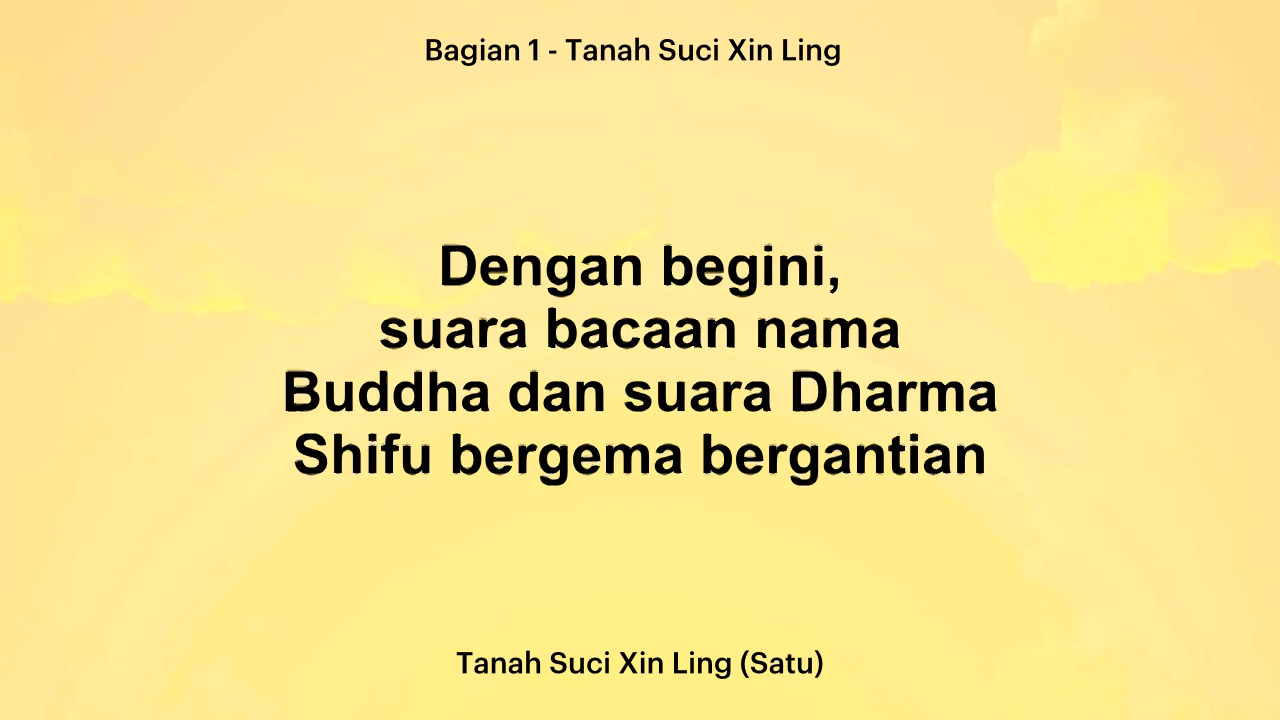 Bagian 1 - Tanah Suci Xin Ling
Dengan begini,
suara bacaan nama
Buddha dan suara Dharma
Shifu bergema bergantian
Tanah Suci Xin Ling (Satu)